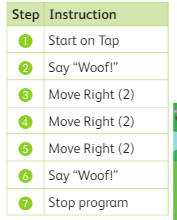 Step Instruction
1 Start on Tap
2 Say “Woof!”
3 Move Right (2)
4 Move Right (2)
5 Move Right (2)
6 Say “Woof!”
7 Stop program